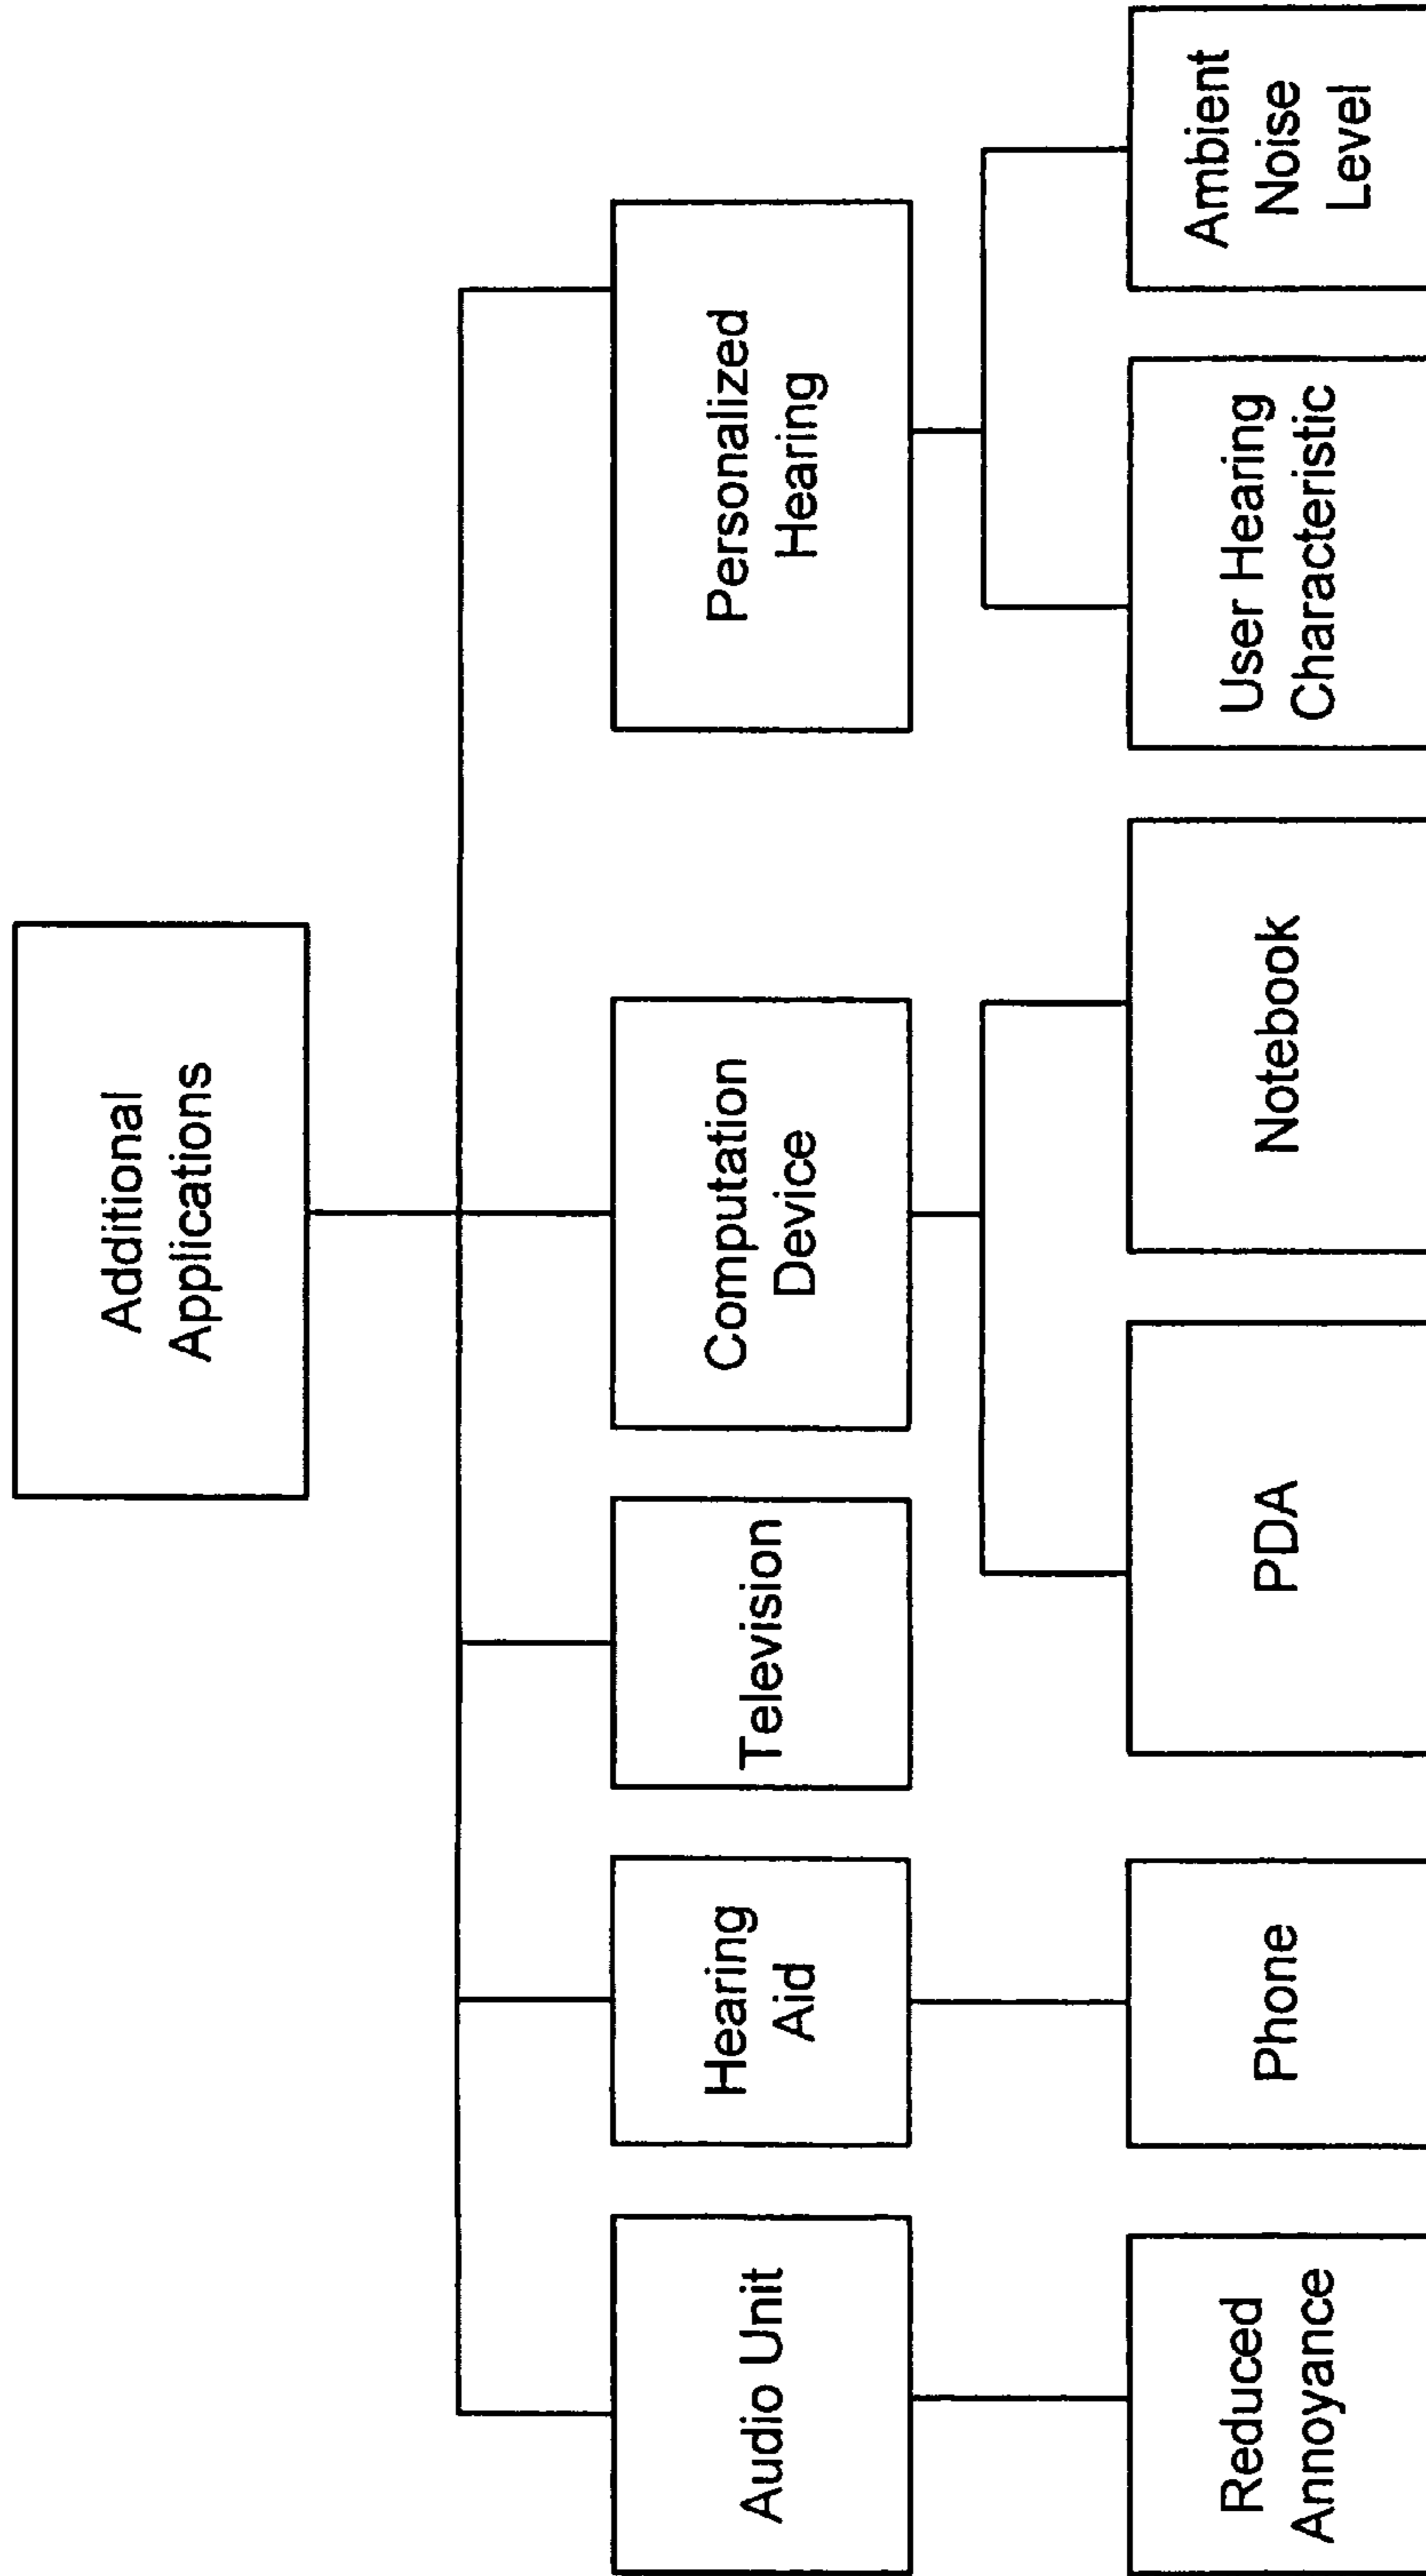 Additional
Applications
Audio Unit
Hearing
Aid
Television
Computation
Device
Personalized
Hearing
Reduced
Annoyance
Phone
PDA
Notebook
User Hearing
Characteristic
Ambient
Noise
Level